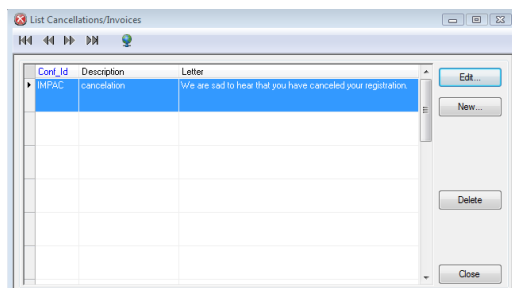 List Cancellations/Invoices
Conf_Id Description Letter
IMPAC cancelation We are sad to hear that you have canceled your registration.
Edit...
New...
Delete
Close